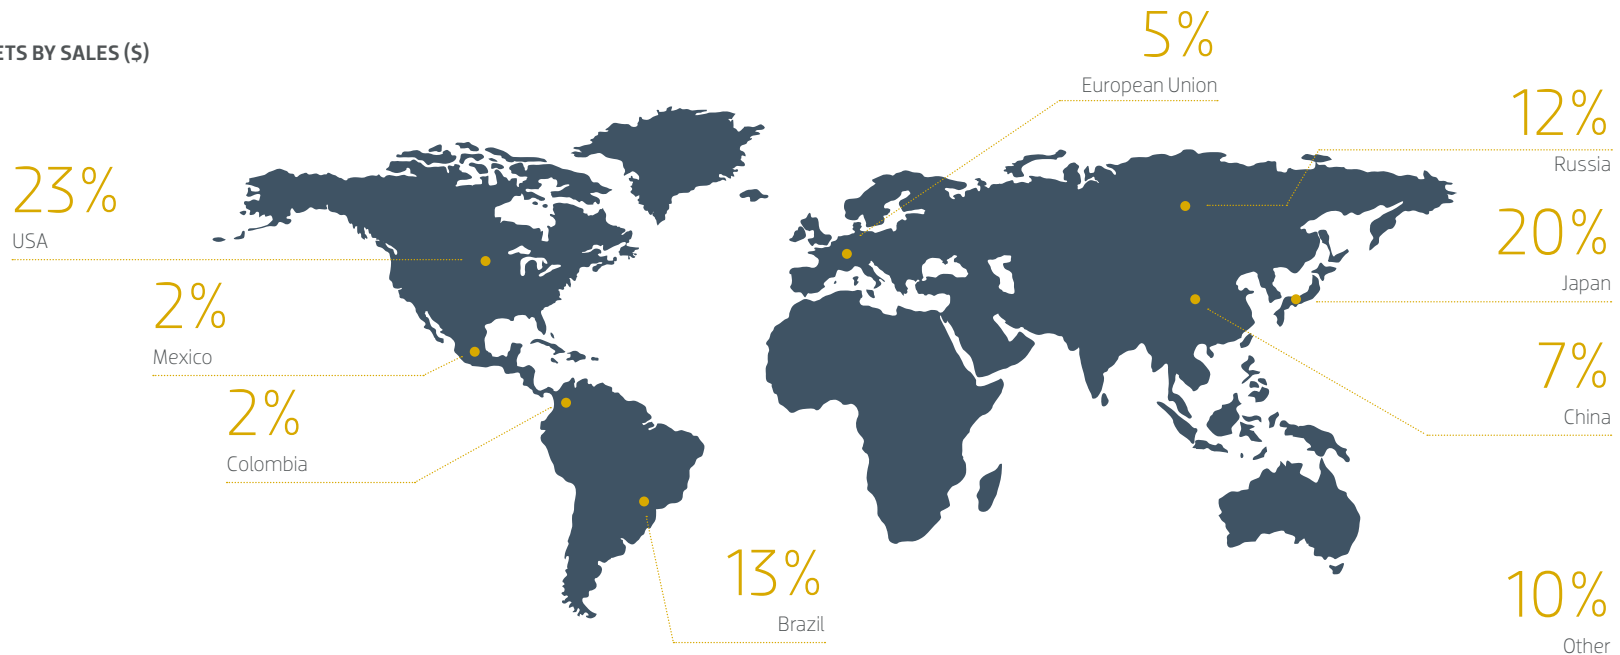 BY SALES ($)
5%
European Union
12%
Russia
23%
USA
20%
Japan
2%
Mexico
7%
China
2%
Colombia
13%
Brazil
10%
Other